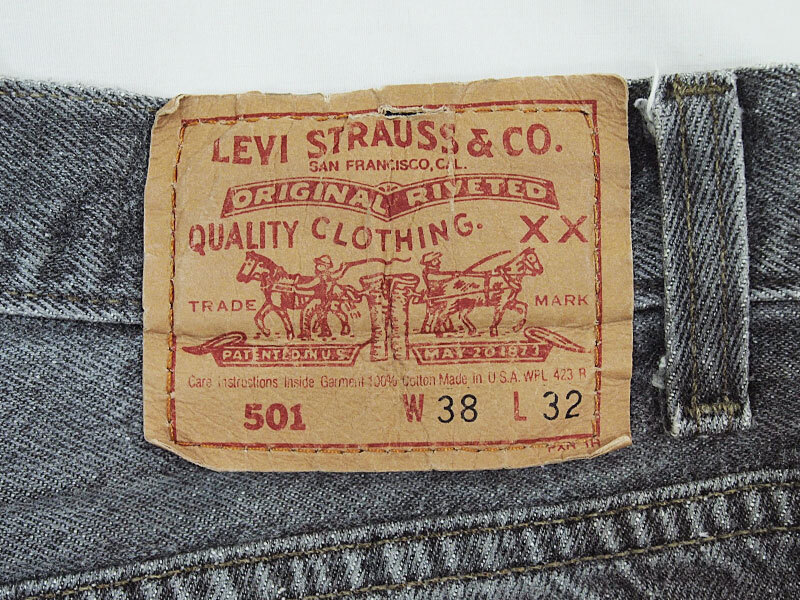 LEVI STRAUSS & CO.
SAN FRANCISCO, CAL.
ORIGINAL RIVETED
QUALITY CLOTHING. XX
TRADE MARK
PATENTED IN U.S. MAY 20 1873
Care Instructions Inside Garment 100% Cotton Made in U.S.A. WPL 423 R
501 W 38 L 32